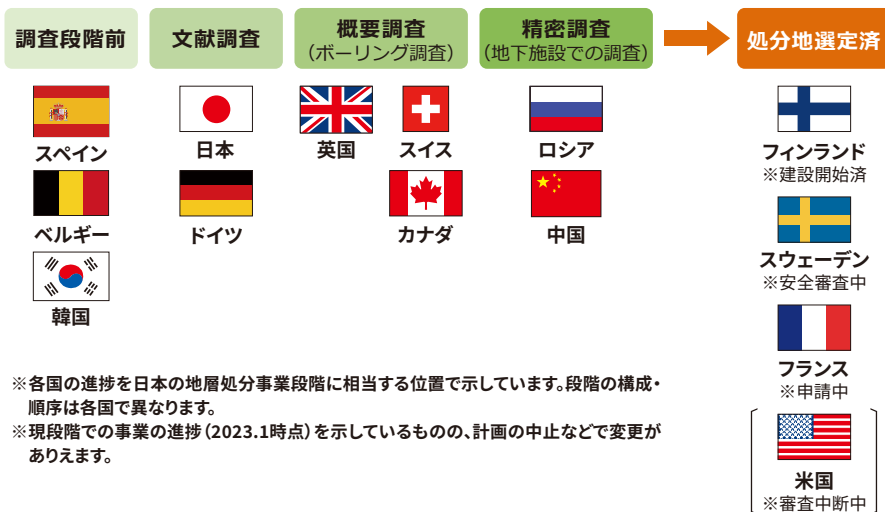 調査段階前
文献調査
概要調査
（ボーリング調査）
精密調査
（地下施設での調査）
処分地選定済
スペイン
ベルギー
韓国
日本
ドイツ
英国
スイス
カナダ
ロシア
中国
フィンランド
※建設開始済
スウェーデン
※安全審査中
フランス
※申請中
米国
※審査中断中
※各国の進捗を日本の地層処分事業段階に相当する位置で示しています。段階の構成・
順序は各国で異なります。
※現段階での事業の進捗（2023.1時点）を示しているものの、計画の中止などで変更が
ありえます。